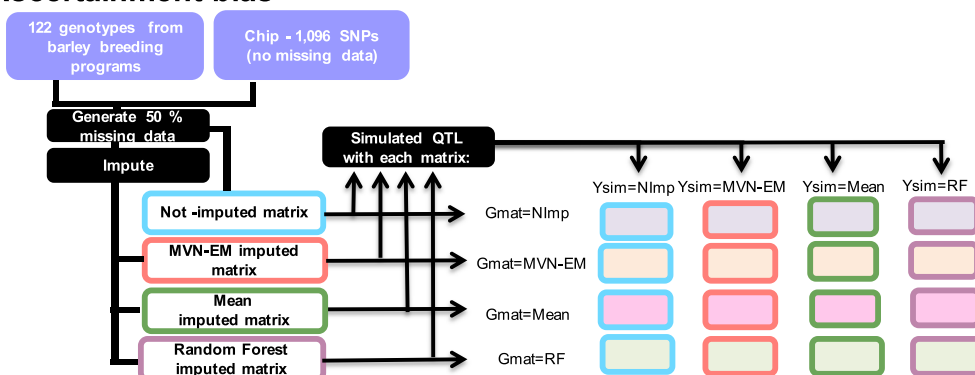 122 genotypes from
barley breeding
programs
Chip - 1,096 SNPs
(no missing data)
Generate 50 %
missing data
Impute
Simulated QTL
with each matrix:
Ysim=NImp Ysim=MVN-EM Ysim=Mean Ysim=RF
Not -imputed matrix
Gmat=NImp
MVN-EM imputed
matrix
Gmat=MVN-EM
Mean
imputed matrix
Gmat=Mean
Random Forest
imputed matrix
Gmat=RF